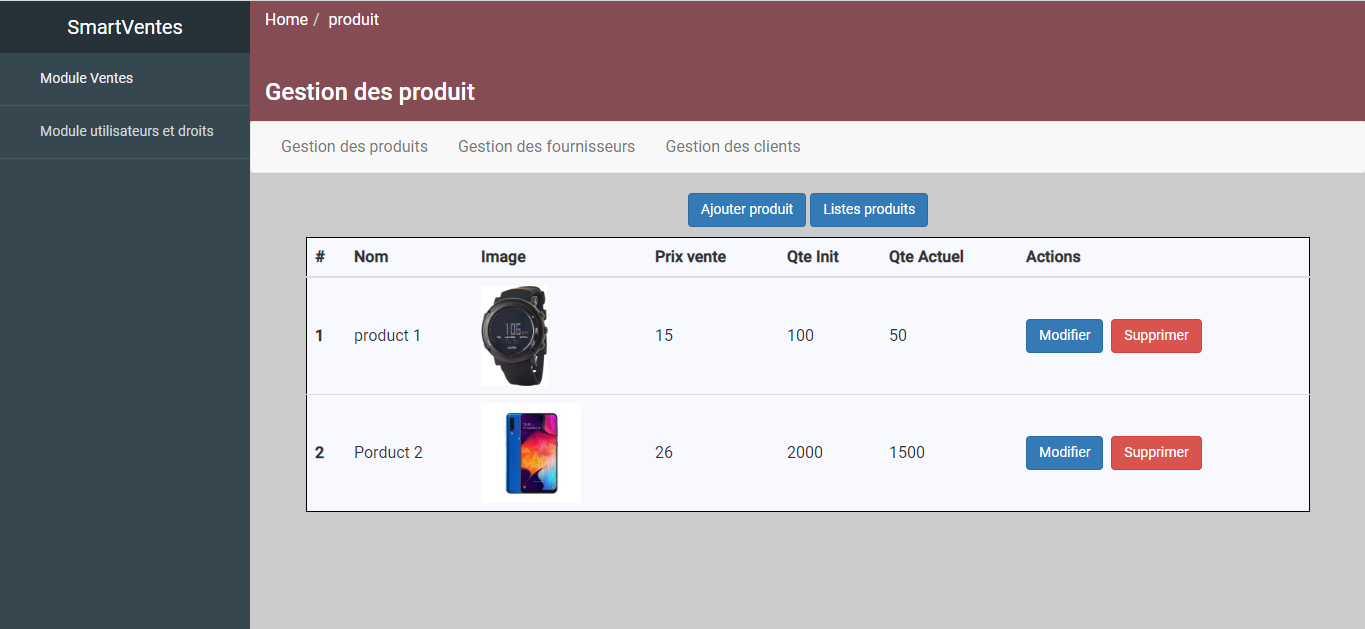 SmartVentes
Module Ventes
Module utilisateurs et droits
Home / produit
Gestion des produit
Gestion des produits Gestion des fournisseurs Gestion des clients
Ajouter produit Listes produits
# Nom Image Prix vente Qte Init Qte Actuel Actions
1 product 1 15 100 50 Modifier Supprimer
2 Porduct 2 26 2000 1500 Modifier Supprimer